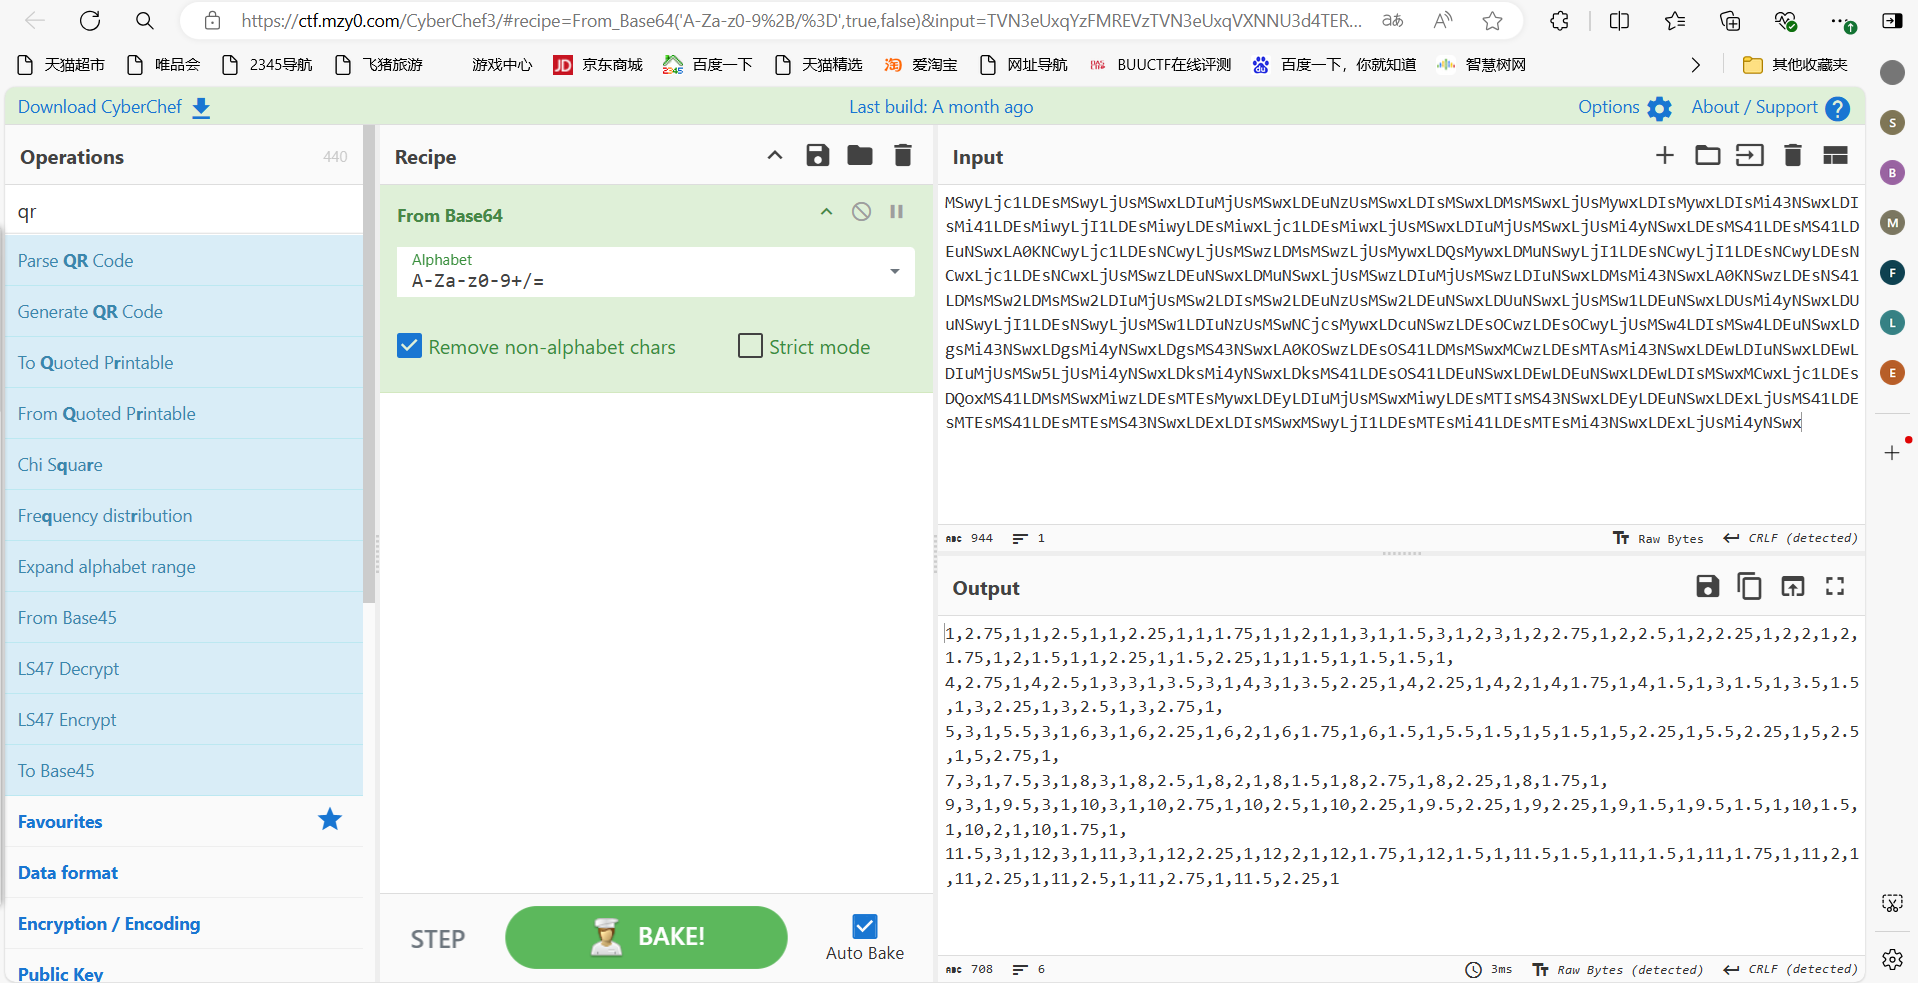 https://ctf.mzy0.com/CyberChef3/#recipe=From_Base64('A-Za-z0-9%2B/%3D',true,false)&input=TVN3eUxqYzFMREVzTVN3eUxqVXNNU3d4TER...
天猫超市 唯品会 2345导航 飞猪旅游 游戏中心 京东商城 百度一下 天猫精选 爱淘宝 网址导航 BUUCTF在线评测 百度一下，你就知道 智慧树网 其他收藏夹
Download CyberChef Last build: A month ago Options About / Support
Operations 440
qr
Parse QR Code
Generate QR Code
To Quoted Printable
From Quoted Printable
Chi Square
Frequency distribution
Expand alphabet range
From Base45
LS47 Decrypt
LS47 Encrypt
To Base45
Favourites
Data format
Encryption / Encoding
Public Key
Recipe
From Base64
Alphabet
A-Za-z0-9+/=
Remove non-alphabet chars Strict mode
STEP
BAKE!
Auto Bake
Input
MSwyLjc1LDEsMSwyLjUsMSwxLDIuMjUsMSwxLDEuNzUsMSwxLDIsMSwxLDMsMSwxLjUsMywxLDIsMywxLDIsMi43NSwxLDI
sMi41LDEsMiwyLjI1LDEsMiwyLDEsMiwxLjc1LDEsMiwxLjUsMSwxLDIuMjUsMSwxLjUsMi4yNSwxLDEsMS41LDEsMS41LD
EuNSwxLA0KNCwyLjc1LDEsNCwyLjUsMSwzLDMsMSwzLjUsMywxLDQsMywxLDMuNSwyLjI1LDEsNCwyLjI1LDEsNCwyLDEsN
CwxLjc1LDEsNCwxLjUsMSwzLDEuNSwxLDMuNSwxLjUsMSwzLDIuMjUsMSwzLDIuNSwxLDMsMi43NSwxLA0KNSwzLDEsNS41
LDMsMSw2LDMsMSw2LDIuMjUsMSw2LDIsMSw2LDEuNzUsMSw2LDEuNSwxLDUuNSwxLjUsMSw1LDEuNSwxLDUsMi4yNSwxLDU
uNSwyLjI1LDEsNSwyLjUsMSw1LDIuNzUsMSwNCjcsMywxLDcuNSwzLDEsOCwzLDEsOCwyLjUsMSw4LDIsMSw4LDEuNSwxLD
gsMi43NSwxLDgsMi4yNSwxLDgsMS43NSwxLA0KOSwzLDEsOS41LDMsMSwxMCwzLDEsMTAsMi43NSwxLDEwLDIuNSwxLDEwL
DIuMjUsMSw5LjUsMi4yNSwxLDksMi4yNSwxLDksMS41LDEsOS41LDEuNSwxLDEwLDEuNSwxLDEwLDIsMSwxMCwxLjc1LDEs
DQoxMS41LDMsMSwxMiwzLDEsMTEsMywxLDEyLDIuMjUsMSwxMiwyLDEsMTIsMS43NSwxLDEyLDEuNSwxLDExLjUsMS41LDE
sMTEsMS41LDEsMTEsMS43NSwxLDExLDIsMSwxMSwyLjI1LDEsMTEsMi41LDEsMTEsMi43NSwxLDExLjUsMi4yNSwx
ABC 944 1 Raw Bytes CRLF (detected)
Output
1,2.75,1,1,2.5,1,1,2.25,1,1,1.75,1,1,2,1,1,3,1,1.5,3,1,2,3,1,2,2.75,1,2,2.5,1,2,2.25,1,2,2,1,2,
1.75,1,2,1.5,1,1,2.25,1,1.5,2.25,1,1,1.5,1,1.5,1.5,1,
4,2.75,1,4,2.5,1,3,3,1,3.5,3,1,4,3,1,3.5,2.25,1,4,2.25,1,4,2,1,4,1.75,1,4,1.5,1,3,1.5,1,3.5,1.5
,1,3,2.25,1,3,2.5,1,3,2.75,1,
5,3,1,5.5,3,1,6,3,1,6,2.25,1,6,2,1,6,1.75,1,6,1.5,1,5.5,1.5,1,5,1.5,1,5,2.25,1,5.5,2.25,1,5,2.5
,1,5,2.75,1,
7,3,1,7.5,3,1,8,3,1,8,2.5,1,8,2,1,8,1.5,1,8,2.75,1,8,2.25,1,8,1.75,1,
9,3,1,9.5,3,1,10,3,1,10,2.75,1,10,2.5,1,10,2.25,1,9.5,2.25,1,9,2.25,1,9,1.5,1,9.5,1.5,1,10,1.5,
1,10,2,1,10,1.75,1,
11.5,3,1,12,3,1,11,3,1,12,2.25,1,12,2,1,12,1.75,1,12,1.5,1,11.5,1.5,1,11,1.5,1,11,1.75,1,11,2,1
,11,2.25,1,11,2.5,1,11,2.75,1,11.5,2.25,1
ABC 708 6 3ms Raw Bytes (detected) CRLF (detected)
S
B
M
F
L
E